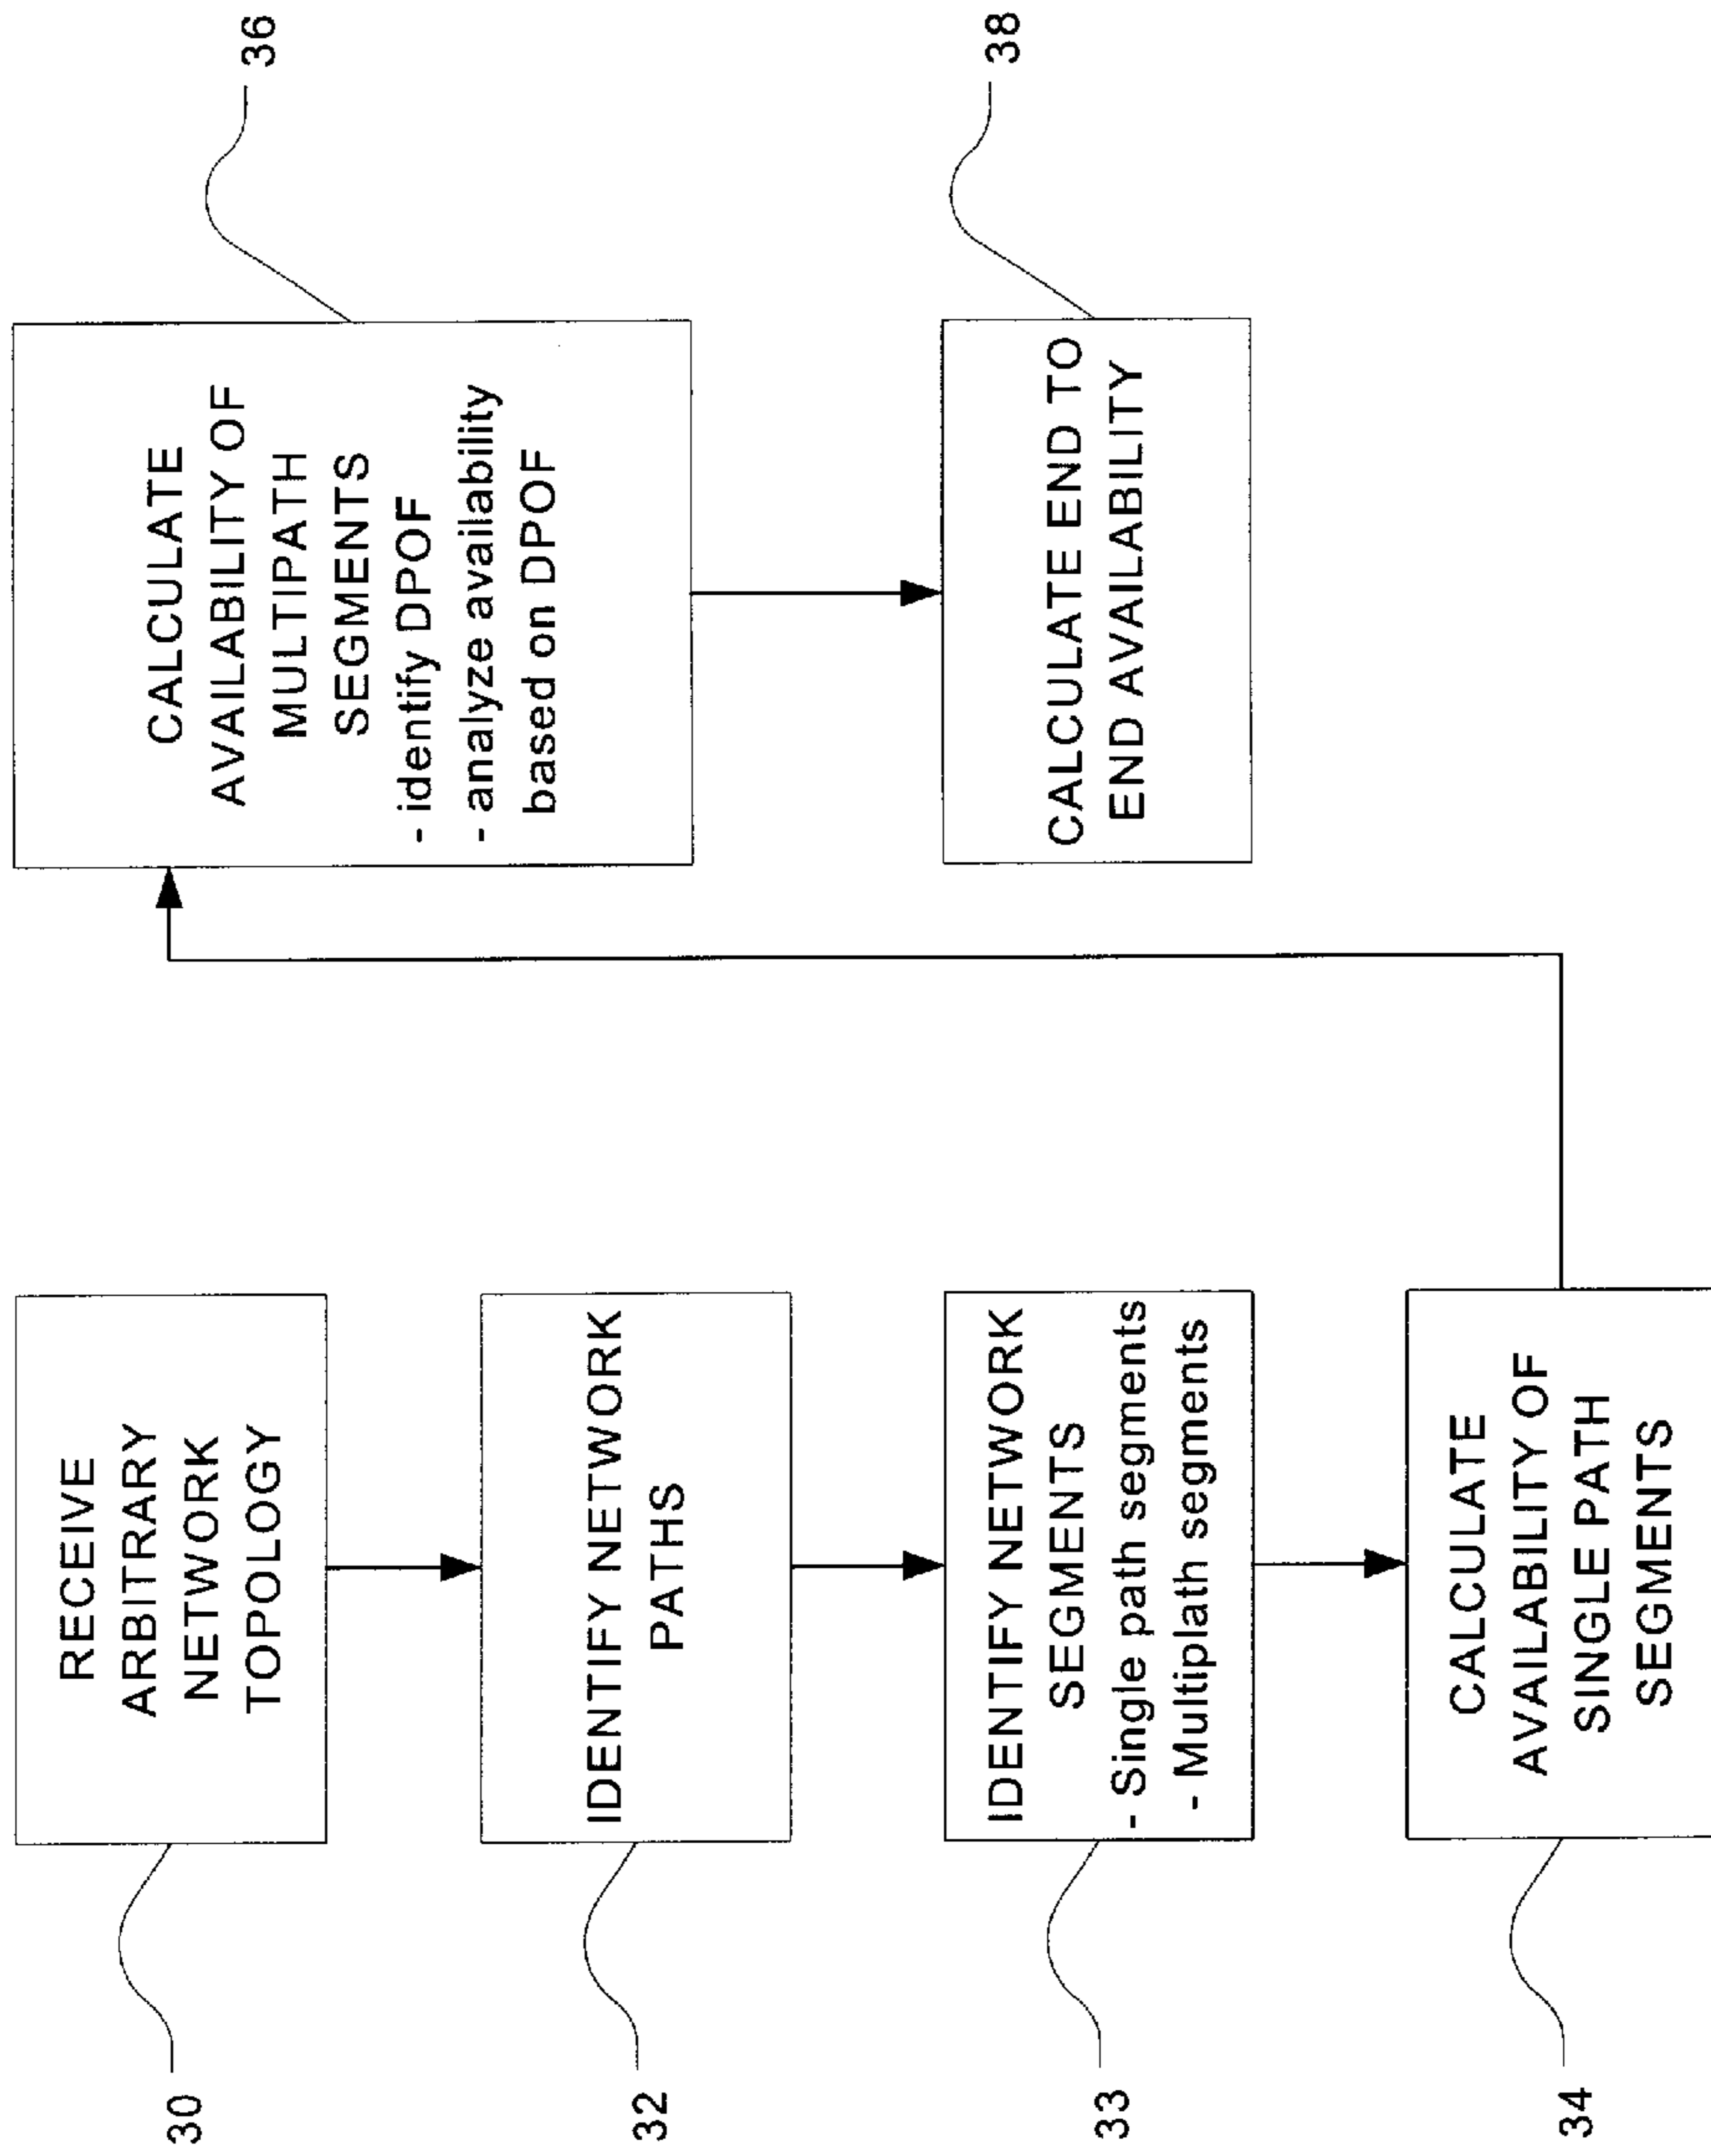 30
RECEIVE
ARBITRARY
NETWORK
TOPOLOGY
32
IDENTIFY NETWORK
PATHS
33
IDENTIFY NETWORK
SEGMENTS
- Single path segments
- Multiplath segments
34
CALCULATE
AVAILABILITY OF
SINGLE PATH
SEGMENTS
CALCULATE
AVAILABILITY OF
MULTIPATH
SEGMENTS
- identify DPOF
- analyze availability
based on DPOF
36
CALCULATE END TO
END AVAILABILITY
38